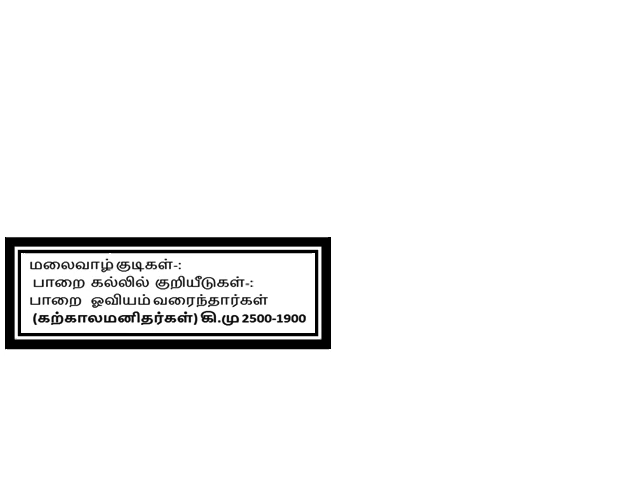 மலைவாழ் குடிகள்-:
பாறை கல்லில் குறியீடுகள்-:
பாறை ஓவியம் வரைந்தார்கள்
(கற்காலமனிதர்கள்) கி.மு 2500-1900